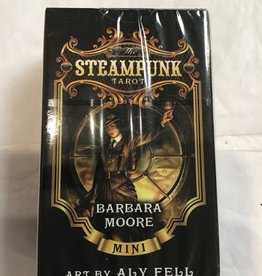 The
STEAMPUNK
TAROT
BARBARA
MOORE
MINI
ART BY ALY FELL